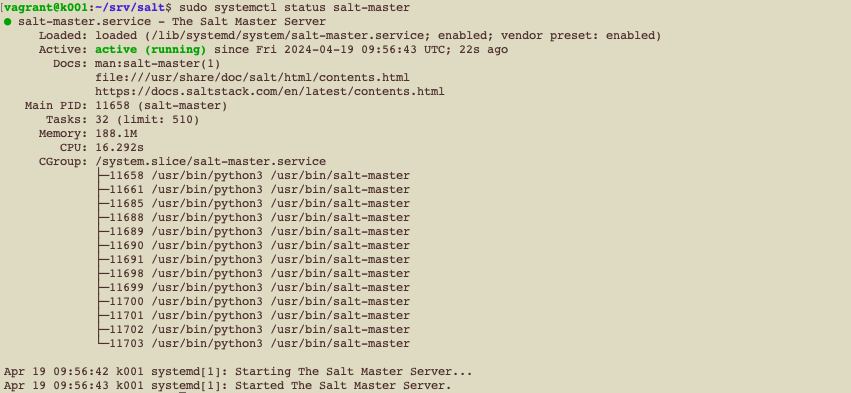 [vagrant@k001:~/srv/salt$ sudo systemctl status salt-master
● salt-master.service - The Salt Master Server
Loaded: loaded (/lib/systemd/system/salt-master.service; enabled; vendor preset: enabled)
Active: active (running) since Fri 2024-04-19 09:56:43 UTC; 22s ago
Docs: man:salt-master(1)
file:///usr/share/doc/salt/html/contents.html
https://docs.saltstack.com/en/latest/contents.html
Main PID: 11658 (salt-master)
Tasks: 32 (limit: 510)
Memory: 188.1M
CPU: 16.292s
CGroup: /system.slice/salt-master.service
├─11658 /usr/bin/python3 /usr/bin/salt-master
├─11661 /usr/bin/python3 /usr/bin/salt-master
├─11685 /usr/bin/python3 /usr/bin/salt-master
├─11688 /usr/bin/python3 /usr/bin/salt-master
├─11689 /usr/bin/python3 /usr/bin/salt-master
├─11690 /usr/bin/python3 /usr/bin/salt-master
├─11691 /usr/bin/python3 /usr/bin/salt-master
├─11698 /usr/bin/python3 /usr/bin/salt-master
├─11699 /usr/bin/python3 /usr/bin/salt-master
├─11700 /usr/bin/python3 /usr/bin/salt-master
├─11701 /usr/bin/python3 /usr/bin/salt-master
├─11702 /usr/bin/python3 /usr/bin/salt-master
└─11703 /usr/bin/python3 /usr/bin/salt-master
Apr 19 09:56:42 k001 systemd[1]: Starting The Salt Master Server...
Apr 19 09:56:43 k001 systemd[1]: Started The Salt Master Server.